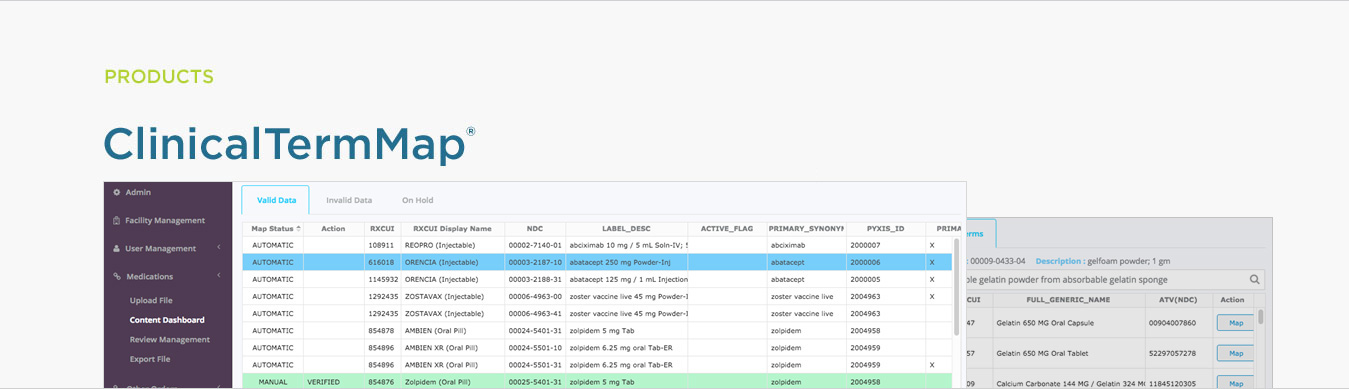 PRODUCTS
ClinicalTermMap®
Admin
Facility Management
User Management
Medications
Upload File
Content Dashboard
Review Management
Export File
Valid Data Invalid Data On Hold
Map Status Action RXCUI RXCUI Display Name NDC LABEL_DESC ACTIVE_FLAG PRIMARY_SYNONYM PYXIS_ID PRIMA
AUTOMATIC 108911 REOPRO (Injectable) 00002-7140-01 abciximab 10 mg / 5 mL Soln-IV; abciximab 2000007 X
AUTOMATIC 616018 ORENCIA (Injectable) 00003-2187-10 abatacept 250 mg Powder-Inj abatacept 2000006 X
AUTOMATIC 1145932 ORENCIA (Injectable) 00003-2188-31 abatacept 125 mg / 1 mL Injection abatacept 2000005 X
AUTOMATIC 1292435 ZOSTAVAX (Injectable) 00006-4963-00 zoster vaccine live 45 mg Powder-I zoster vaccine live 2004963 X
AUTOMATIC 1292435 ZOSTAVAX (Injectable) 00006-4963-41 zoster vaccine live 45 mg Powder-I zoster vaccine live 2004963
AUTOMATIC 854878 AMBIEN (Oral Pill) 00024-5401-31 zolpidem 5 mg Tab zolpidem 2004958
AUTOMATIC 854896 AMBIEN XR (Oral Pill) 00024-5501-10 zolpidem 6.25 mg oral Tab-ER zolpidem 2004959
AUTOMATIC 854896 AMBIEN XR (Oral Pill) 00024-5501-31 zolpidem 6.25 mg oral Tab-ER zolpidem 2004959 X
MANUAL VERIFIED 854876 Zolpidem (Oral Pill) 00025-5401-31 zolpidem 5 mg Tab zolpidem 2004958
erms
: 00009-0433-04 Description : gelfoam powder; 1 gm
ble gelatin powder from absorbable gelatin sponge
CUI FULL_GENERIC_NAME ATV(NDC) Action
47 Gelatin 650 MG Oral Capsule 00904007860 Map
57 Gelatin 650 MG Oral Tablet 52297057278 Map
11 Calcium Carbonate 144 MG / Gelatin 324 M 11845120305 Map